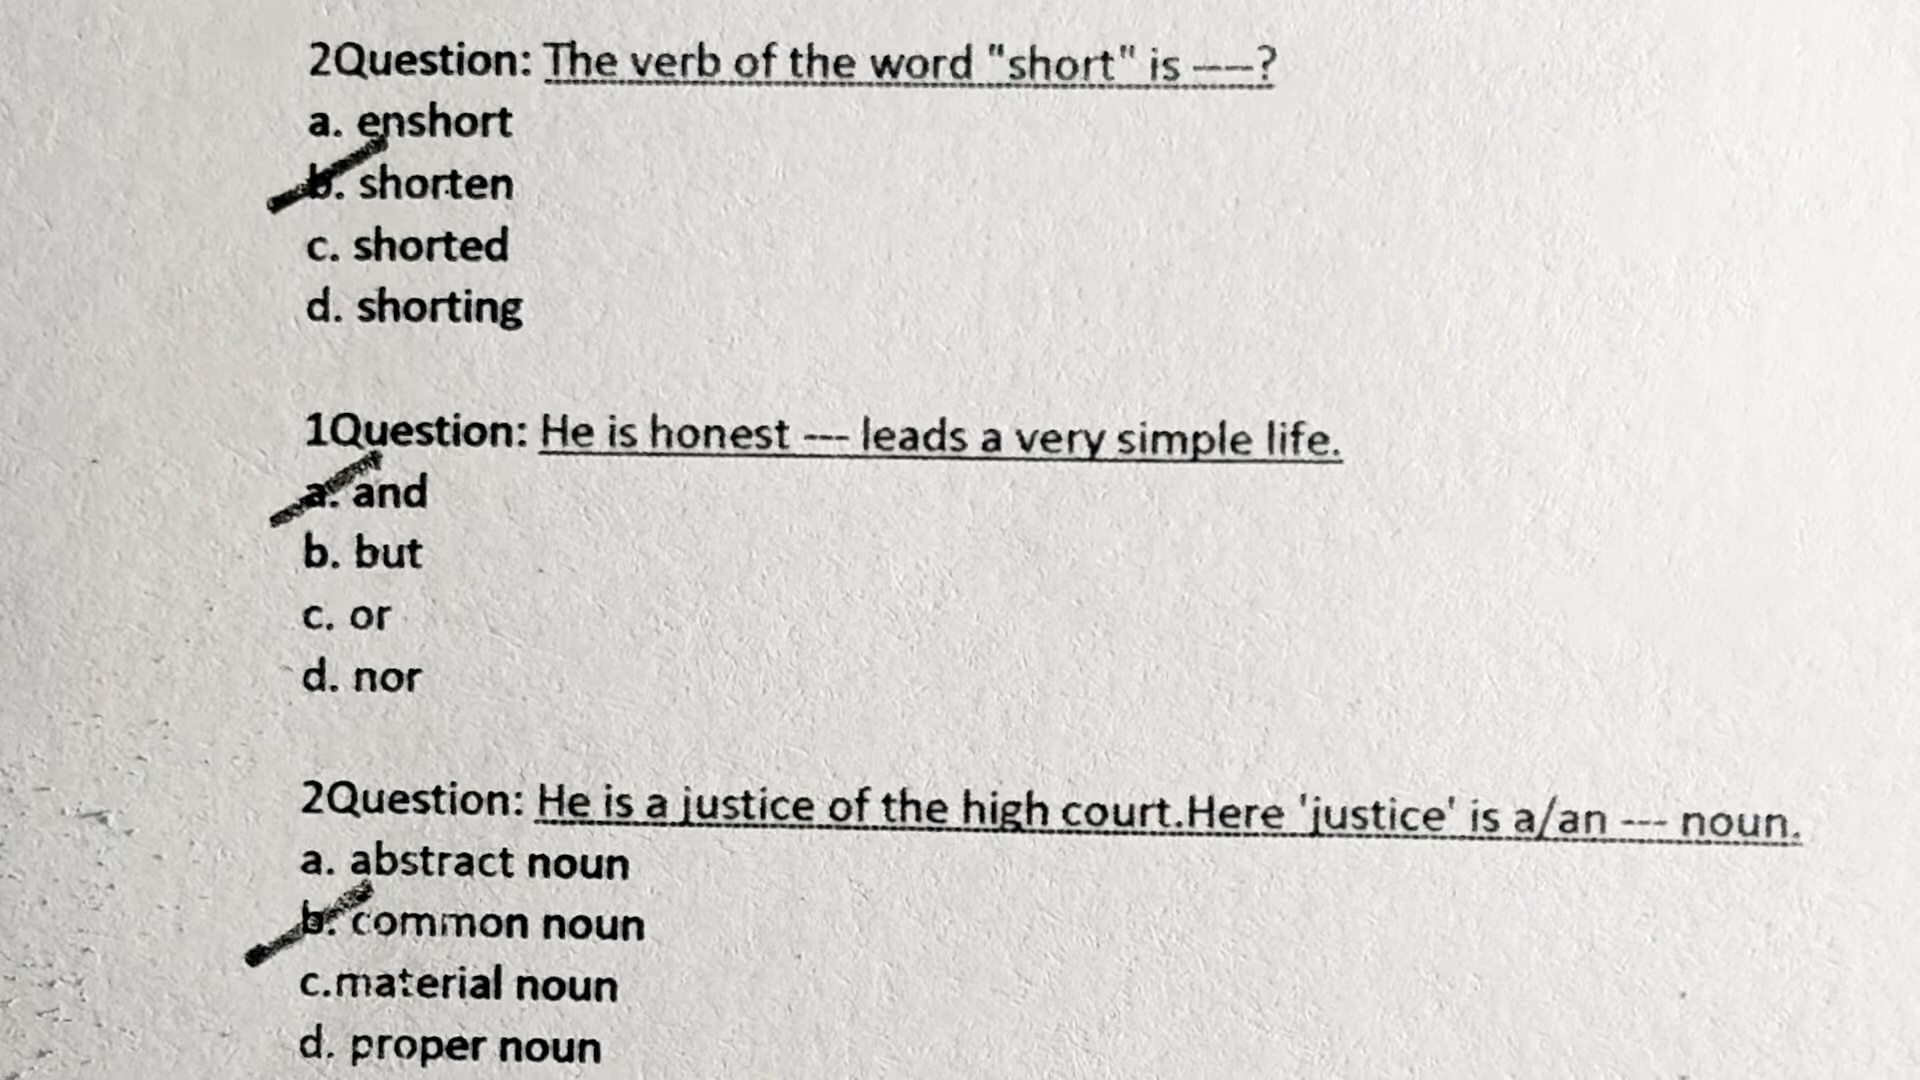 2Question: The verb of the word "short" is ----?
a. enshort
b. shorten
c. shorted
d. shorting
1Question: He is honest --- leads a very simple life.
a. and
b. but
c. or
d. nor
2Question: He is a justice of the high court.Here 'justice' is a/an --- noun.
a. abstract noun
b. common noun
c.material noun
d. proper noun